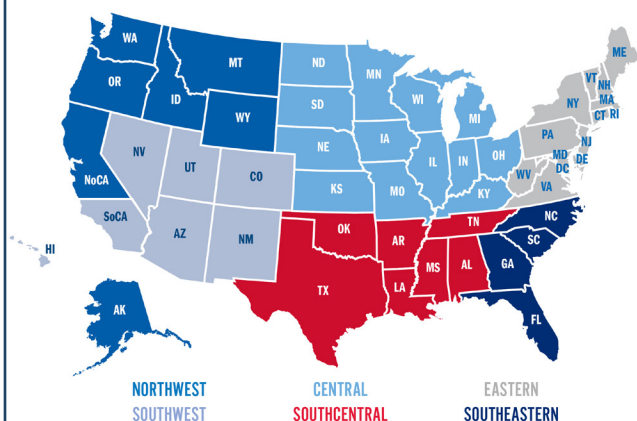 WA
ME
MT
ND
MN
VT
NH
OR
ID
SD
WI
NY
MA
CT RI
WY
MI
IA
PA
NJ
NE
NV
UT
IL
IN
OH
MD
DE
DC
WV
CO
NoCA
KS
MO
KY
VA
SoCA
NC
TN
OK
AR
SC
AZ
NM
HI
MS
AL
GA
TX
LA
AK
FL
NORTHWEST
CENTRAL
EASTERN
SOUTHWEST
SOUTHCENTRAL
SOUTHEASTERN